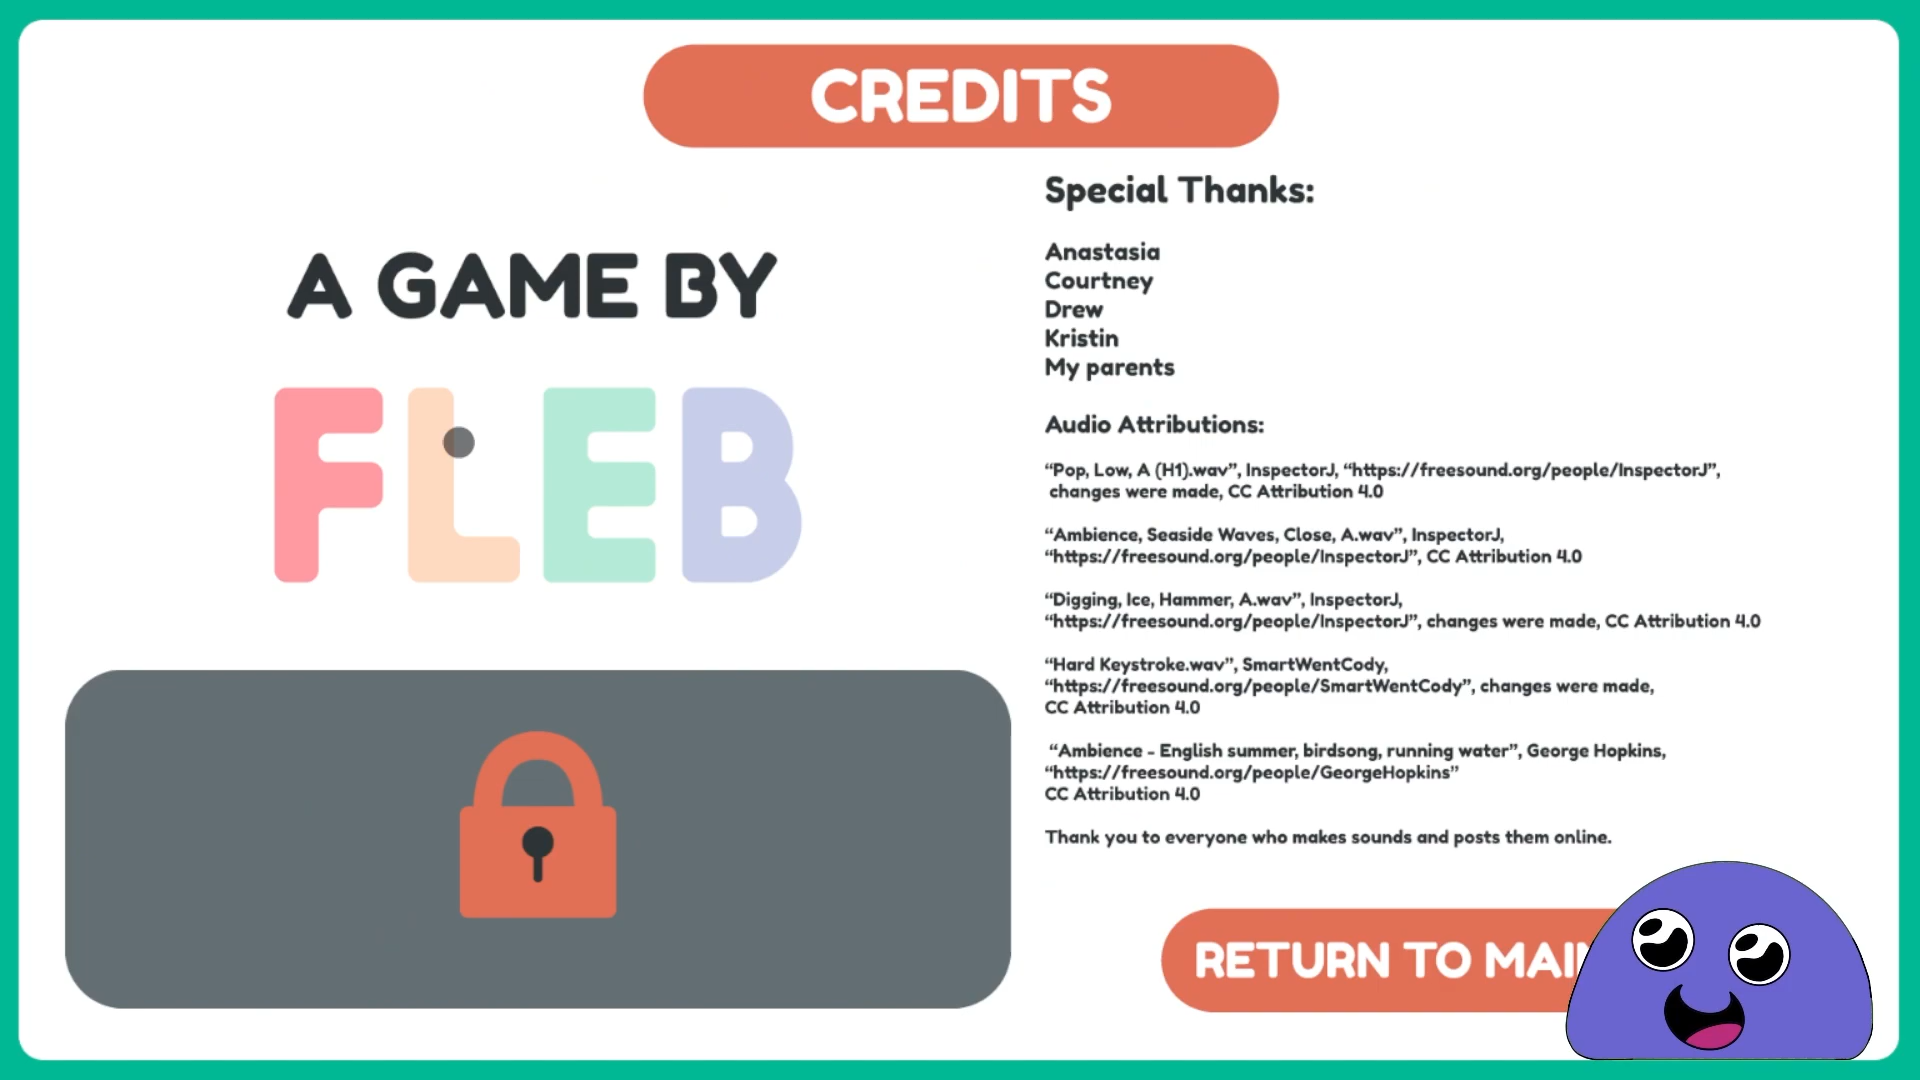 CREDITS
A GAME BY
FLEB
Special Thanks:
Anastasia
Courtney
Drew
Kristin
My parents
Audio Attributions:
“Pop, Low, A (H1).wav”, InspectorJ, “https://freesound.org/people/InspectorJ”,
changes were made, CC Attribution 4.0
“Ambience, Seaside Waves, Close, A.wav”, InspectorJ,
“https://freesound.org/people/InspectorJ”, CC Attribution 4.0
“Digging, Ice, Hammer, A.wav”, InspectorJ,
“https://freesound.org/people/InspectorJ”, changes were made, CC Attribution 4.0
“Hard Keystroke.wav”, SmartWentCody,
“https://freesound.org/people/SmartWentCody”, changes were made,
CC Attribution 4.0
“Ambience - English summer, birdsong, running water”, George Hopkins,
“https://freesound.org/people/GeorgeHopkins”
CC Attribution 4.0
Thank you to everyone who makes sounds and posts them online.
RETURN TO